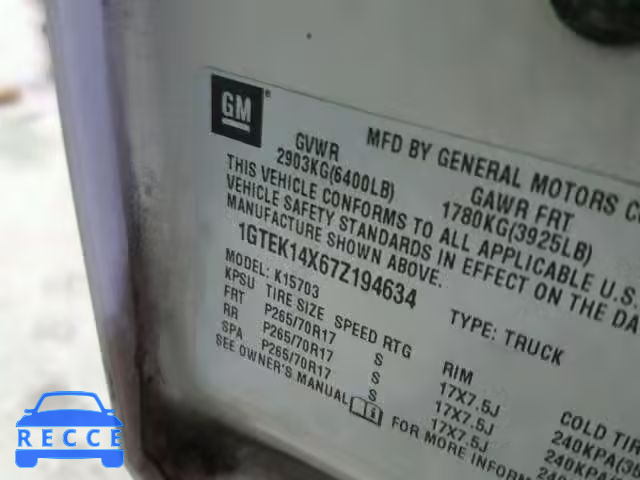 GM ®
MFD BY GENERAL MOTORS
GVWR GAWR FRT
2903KG(6400LB) 1780KG(3925LB)
THIS VEHICLE CONFORMS TO ALL APPLICABLE U.S.
VEHICLE SAFETY STANDARDS IN EFFECT ON THE DA
MANUFACTURE SHOWN ABOVE.
1GTEK14X67Z194634 TYPE: TRUCK
MODEL: K15703
KPSU TIRE SIZE SPEED RTG RIM COLD TIR
FRT P265/70R17 S 17X7.5J 240KPA(35
RR P265/70R17 S 17X7.5J 240KPA
SPA P265/70R17 S 17X7.5J
SEE OWNER'S MANUAL FOR MORE INFORM
RECCE